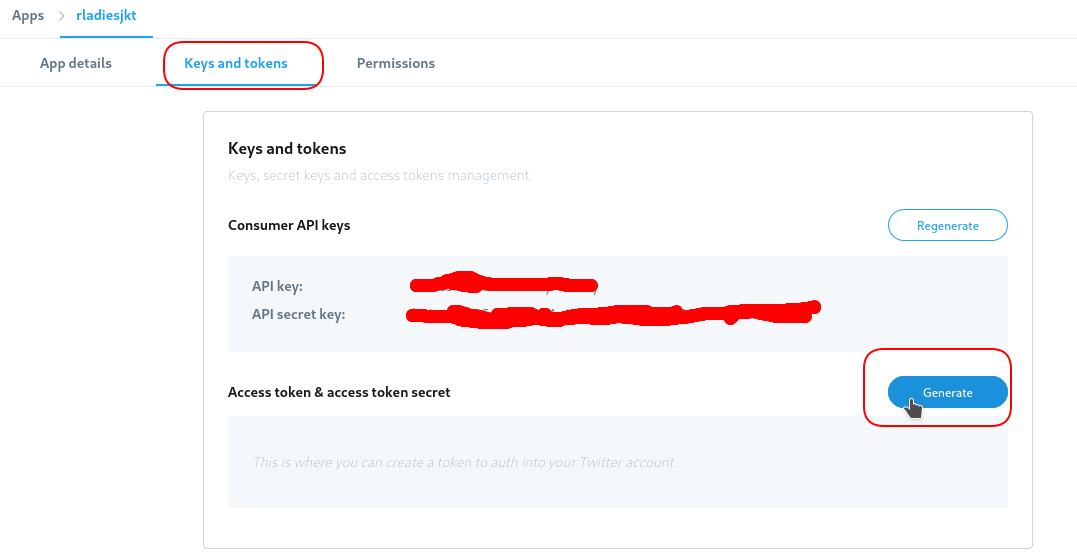 Apps > rladiesjkt
App details Keys and tokens Permissions
Keys and tokens
Keys, secret keys and access tokens management.
Consumer API keys Regenerate
API key:
API secret key:
Access token & access token secret Generate
This is where you can create a token to auth into your Twitter account.